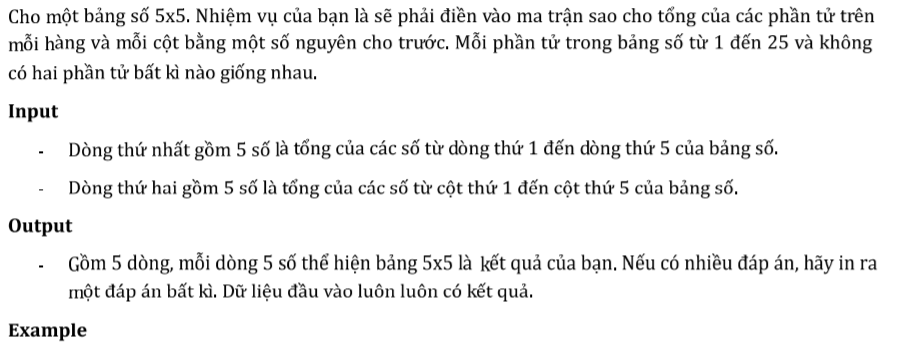 Cho một bảng số 5x5. Nhiệm vụ của bạn là sẽ phải điền vào ma trận sao cho tổng của các phần tử trên
mỗi hàng và mỗi cột bằng một số nguyên cho trước. Mỗi phần tử trong bảng số từ 1 đến 25 và không
có hai phần tử bất kì nào giống nhau.
Input
- Dòng thứ nhất gồm 5 số là tổng của các số từ dòng thứ 1 đến dòng thứ 5 của bảng số.
- Dòng thứ hai gồm 5 số là tổng của các số từ cột thứ 1 đến cột thứ 5 của bảng số.
Output
- Gồm 5 dòng, mỗi dòng 5 số thể hiện bảng 5x5 là kết quả của bạn. Nếu có nhiều đáp án, hãy in ra
một đáp án bất kì. Dữ liệu đầu vào luôn luôn có kết quả.
Example